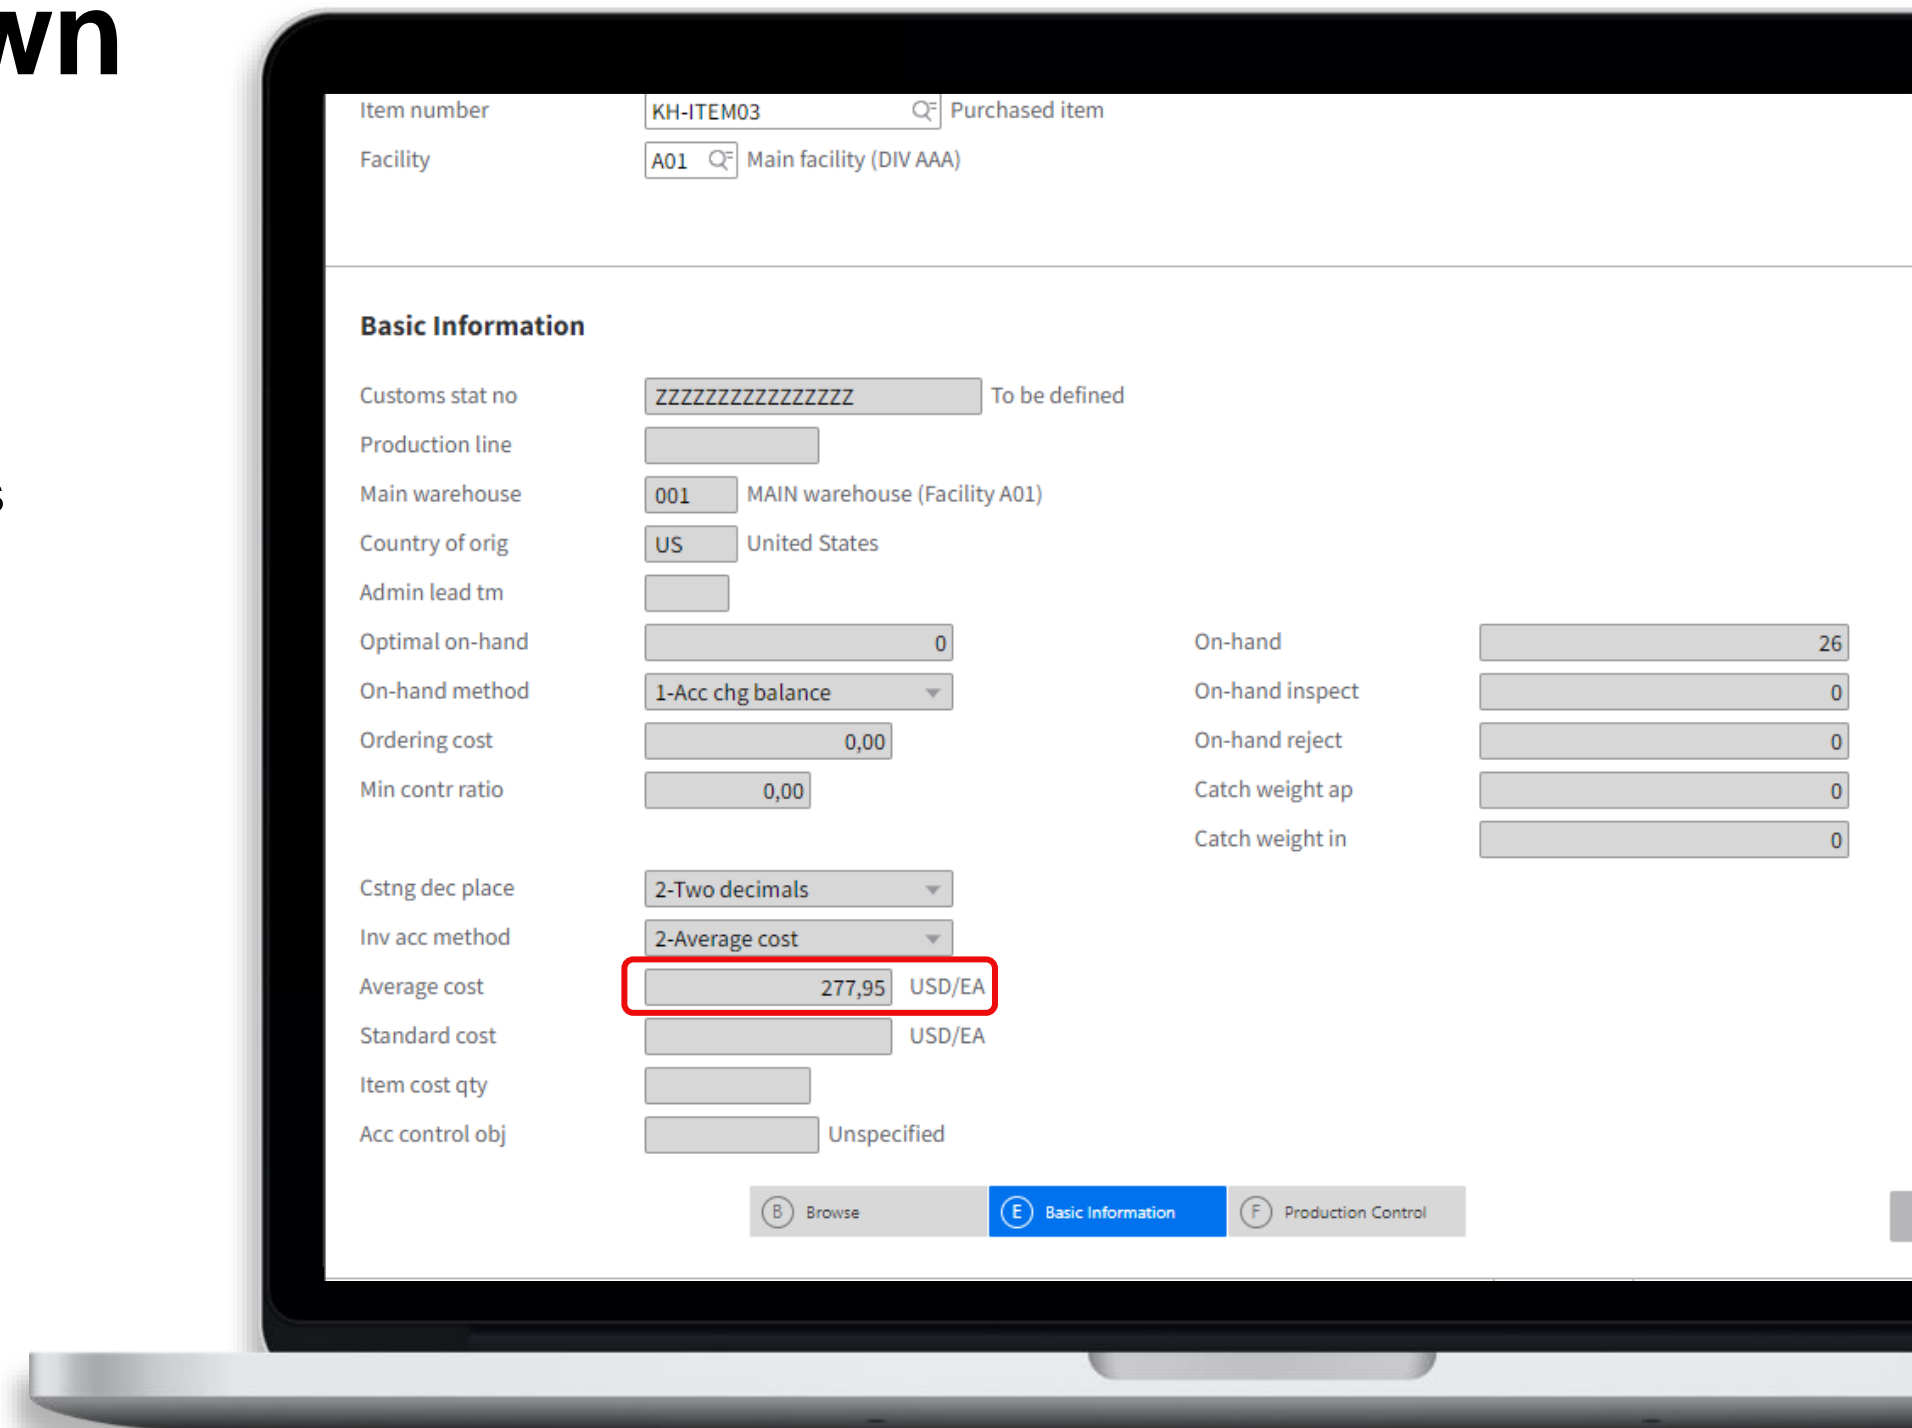 wn
s
Item number KH-ITEM03 Purchased item
Facility A01 Main facility (DIV AAA)
Basic Information
Customs stat no ZZZZZZZZZZZZZZZZ To be defined
Production line
Main warehouse 001 MAIN warehouse (Facility A01)
Country of orig US United States
Admin lead tm
Optimal on-hand 0 On-hand 26
On-hand method 1-Acc chg balance On-hand inspect 0
Ordering cost 0,00 On-hand reject 0
Min contr ratio 0,00 Catch weight ap 0
Catch weight in 0
Cstng dec place 2-Two decimals
Inv acc method 2-Average cost
Average cost 277,95 USD/EA
Standard cost USD/EA
Item cost qty
Acc control obj Unspecified
B Browse E Basic Information F Production Control